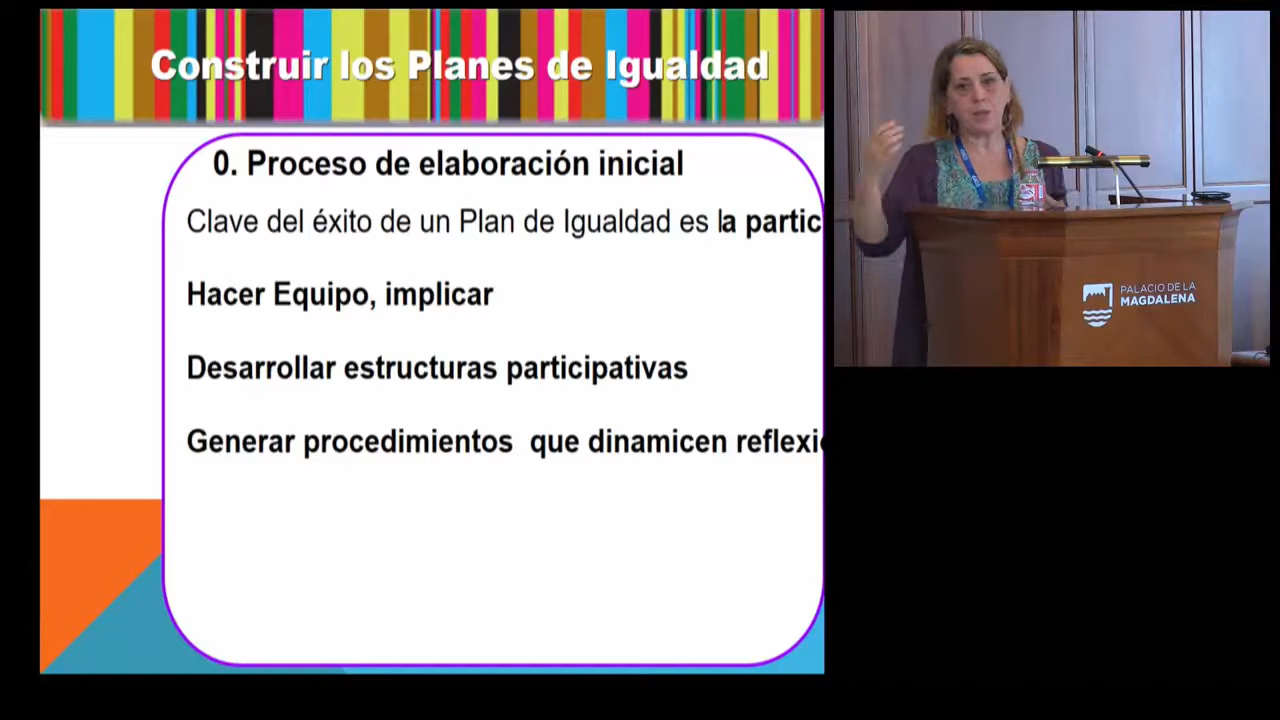 Construir los Planes de Igualdad
0. Proceso de elaboración inicial
Clave del éxito de un Plan de Igualdad es la partic
Hacer Equipo, implicar
Desarrollar estructuras participativas
Generar procedimientos que dinamicen reflexi
PALACIO DE LA
MAGDALENA